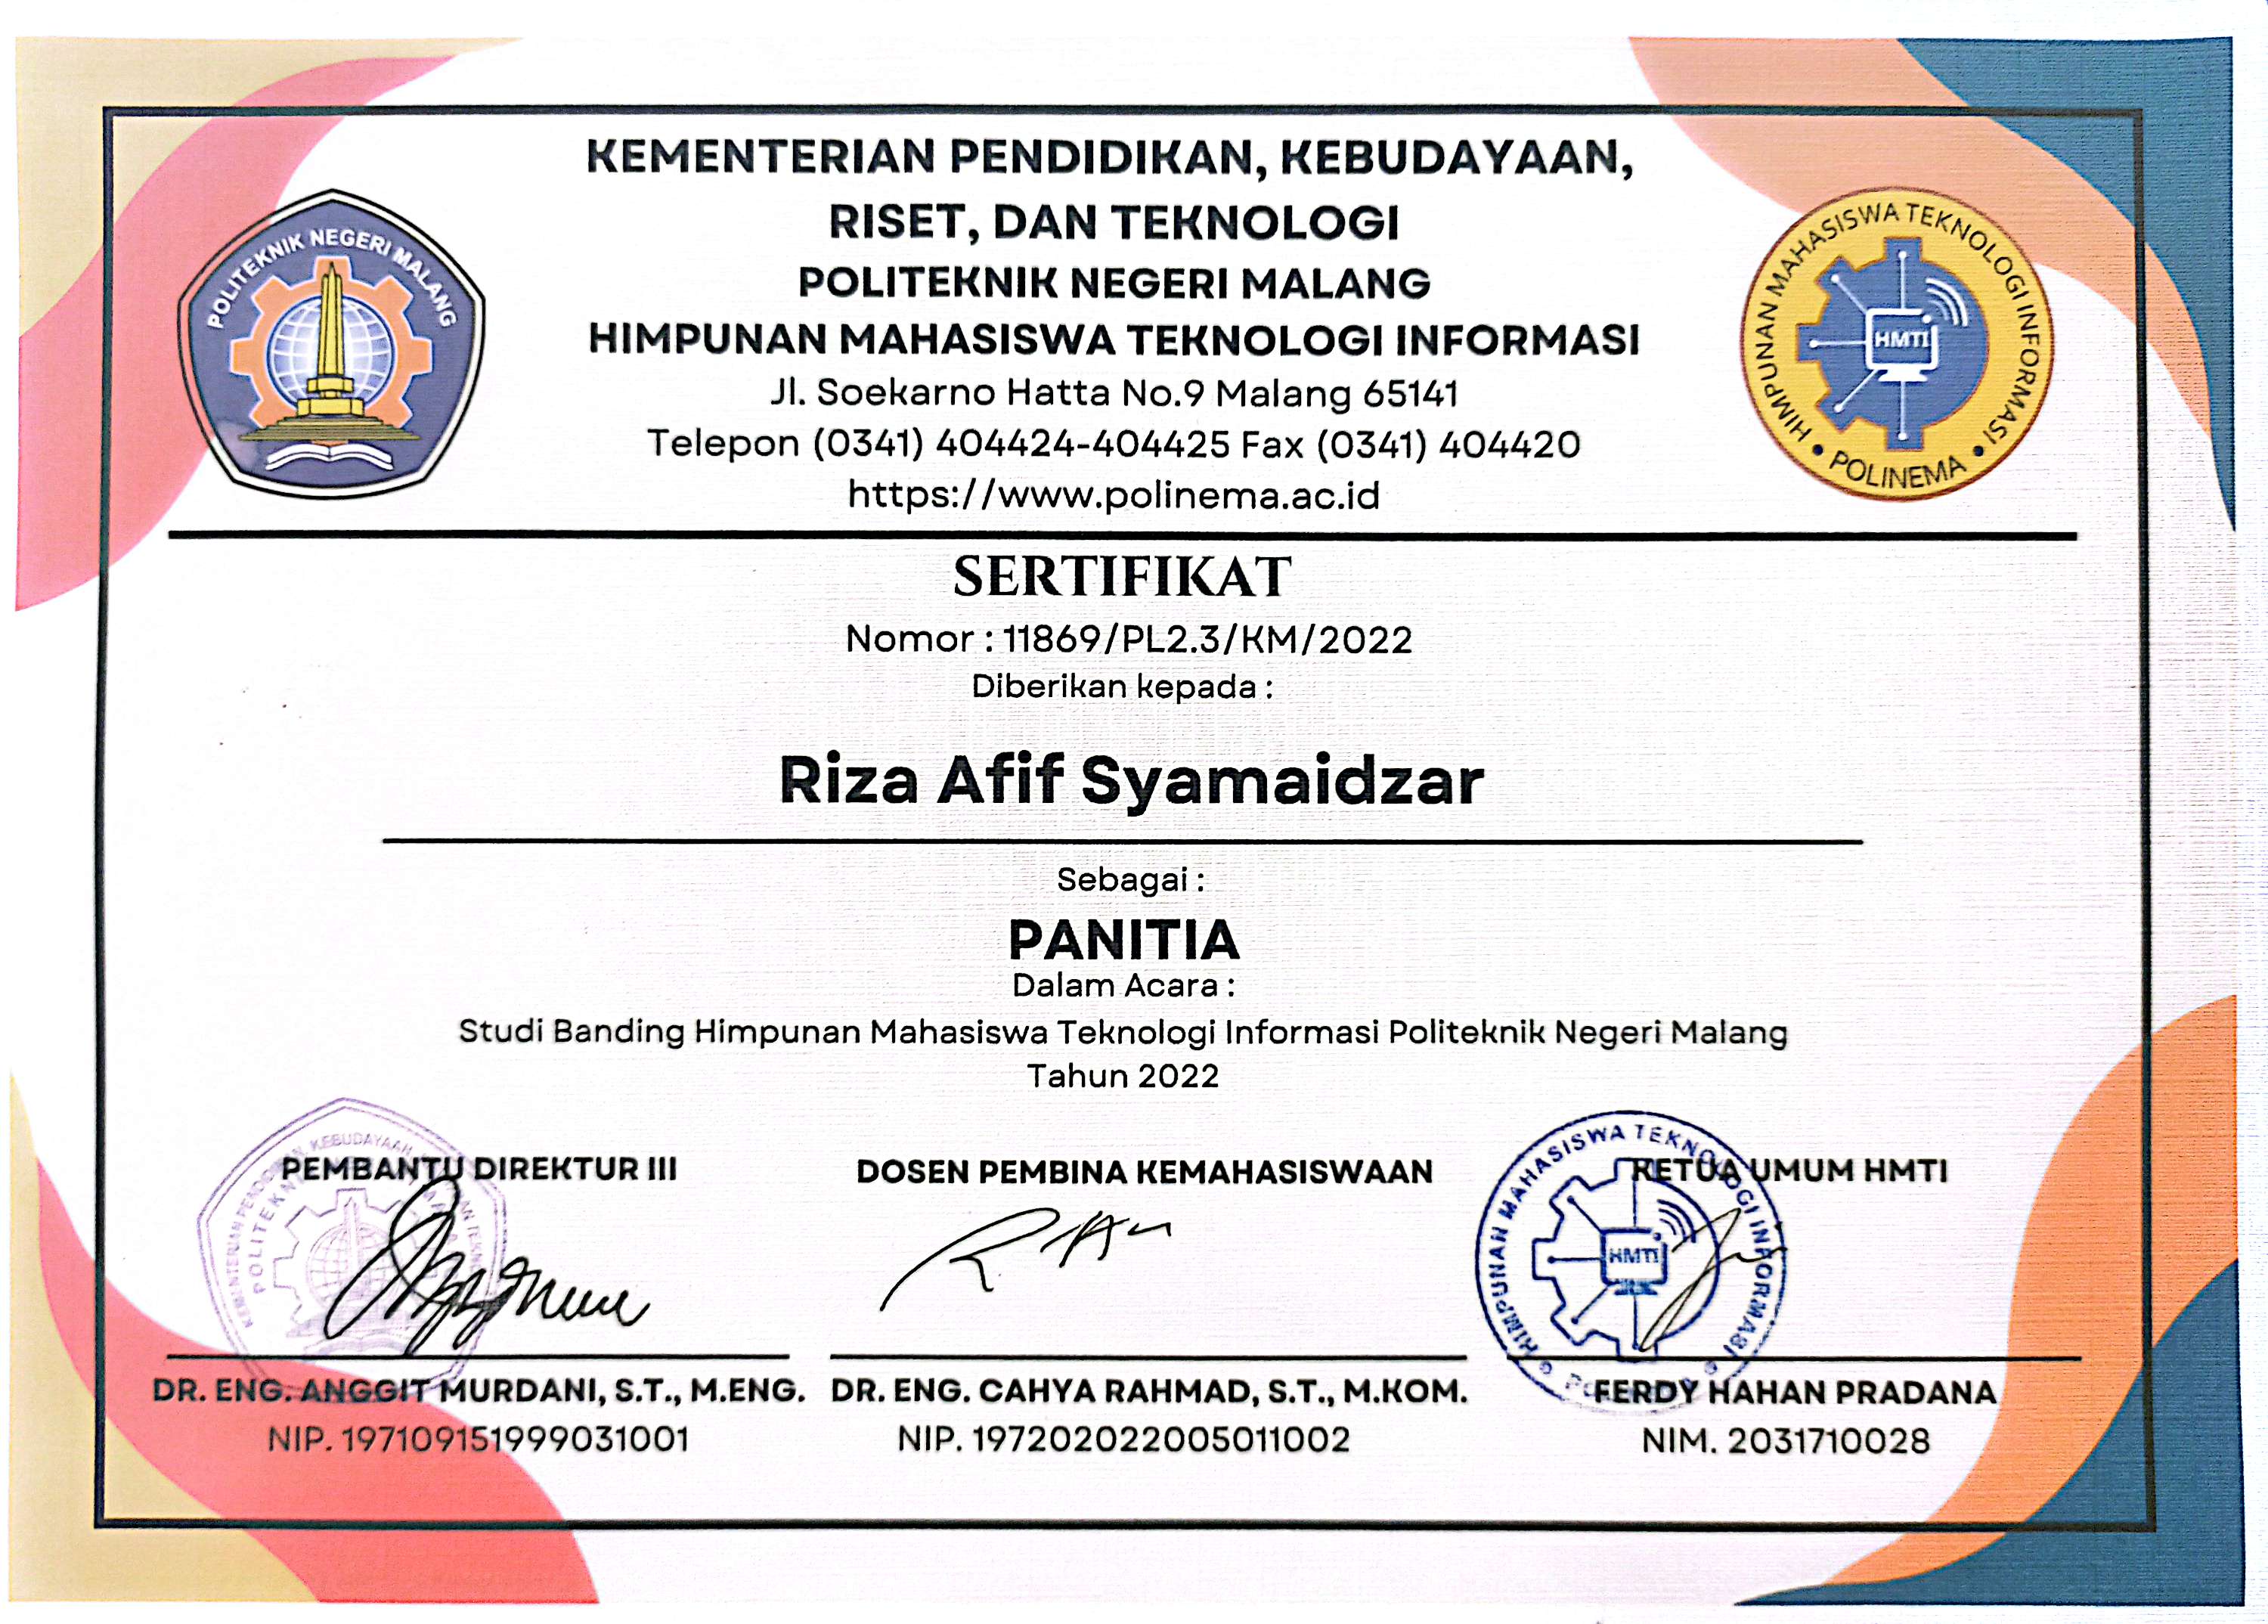 KEMENTERIAN PENDIDIKAN, KEBUDAYAAN,
RISET, DAN TEKNOLOGI
POLITEKNIK NEGERI MALANG
HIMPUNAN MAHASISWA TEKNOLOGI INFORMASI
Jl. Soekarno Hatta No.9 Malang 65141
Telepon (0341) 404424-404425 Fax (0341) 404420
https://www.polinema.ac.id
POLITEKNIK NEGERI MALANG
HIMPUNAN MAHASISWA TEKNOLOGI INFORMASI
HMTI
• POLINEMA •
SERTIFIKAT
Nomor : 11869/PL2.3/KM/2022
Diberikan kepada :
Riza Afif Syamaidzar
Sebagai :
PANITIA
Dalam Acara :
Studi Banding Himpunan Mahasiswa Teknologi Informasi Politeknik Negeri Malang
Tahun 2022
PEMBANTU DIREKTUR III
DR. ENG. ANGGIT MURDANI, S.T., M.ENG.
NIP. 197109151999031001
DOSEN PEMBINA KEMAHASISWAAN
DR. ENG. CAHYA RAHMAD, S.T., M.KOM.
NIP. 197202022005011002
KETUA UMUM HMTI
HIMPUNAN MAHASISWA TEKNOLOGI INFORMASI
HMTI
FERDY HAHAN PRADANA
NIM. 2031710028